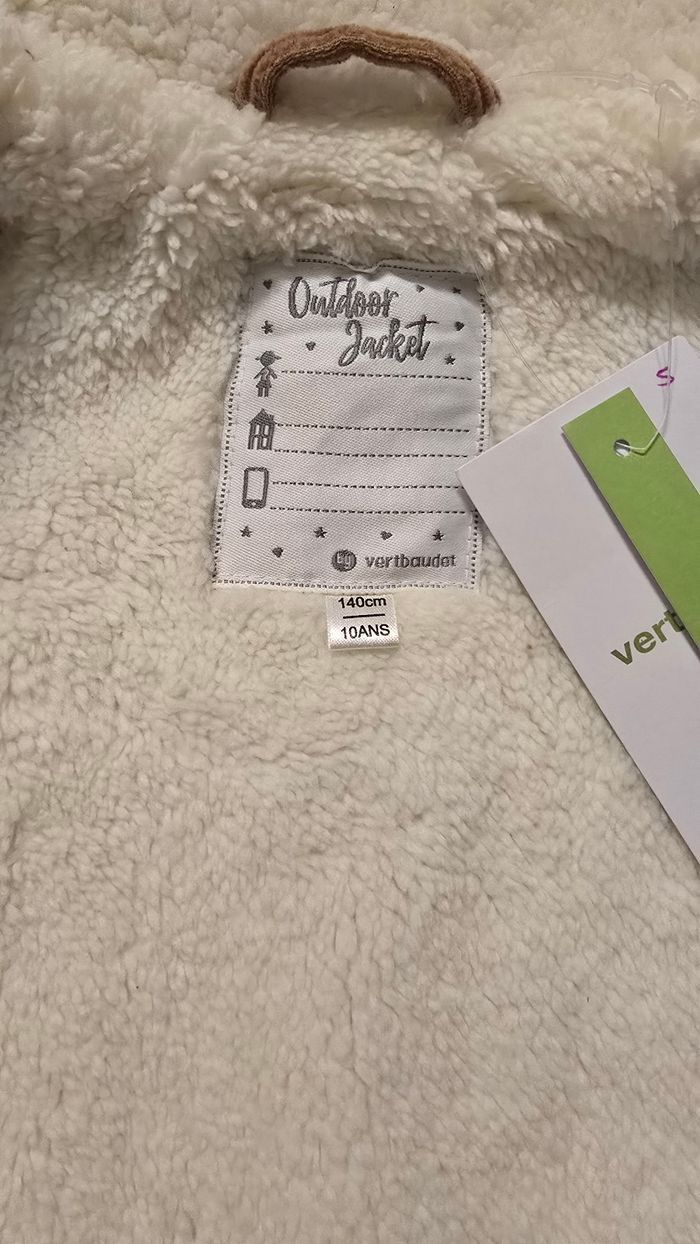 Outdoor
Jacket
vertbaudet
140cm
10ANS
S
vert